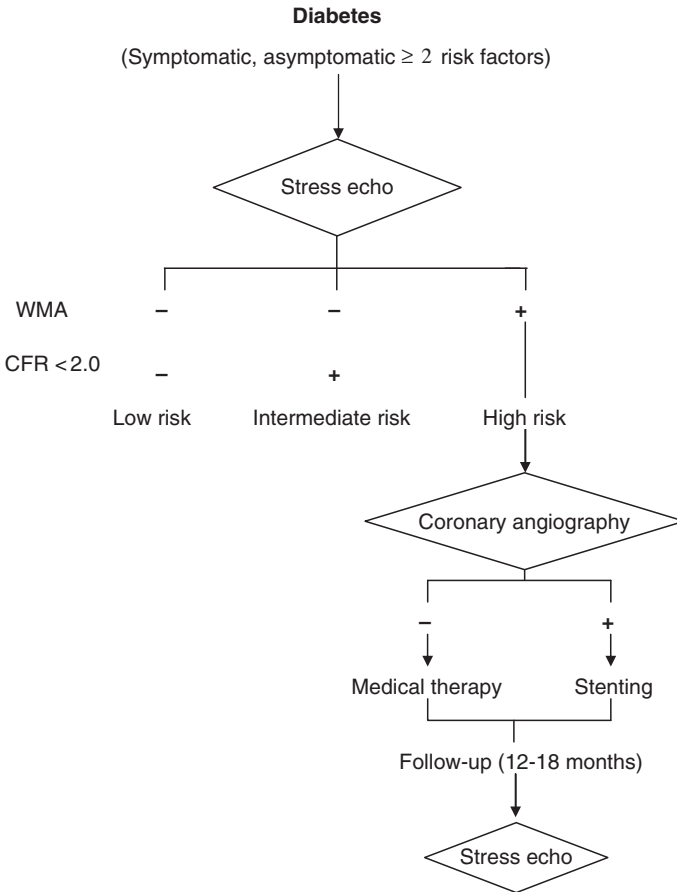 Diabetes
(Symptomatic, asymptomatic ≥ 2 risk factors)
Stress echo
WMA – – +
CFR <2.0 – +
Low risk Intermediate risk High risk
Coronary angiography
– +
Medical therapy Stenting
Follow-up (12-18 months)
Stress echo